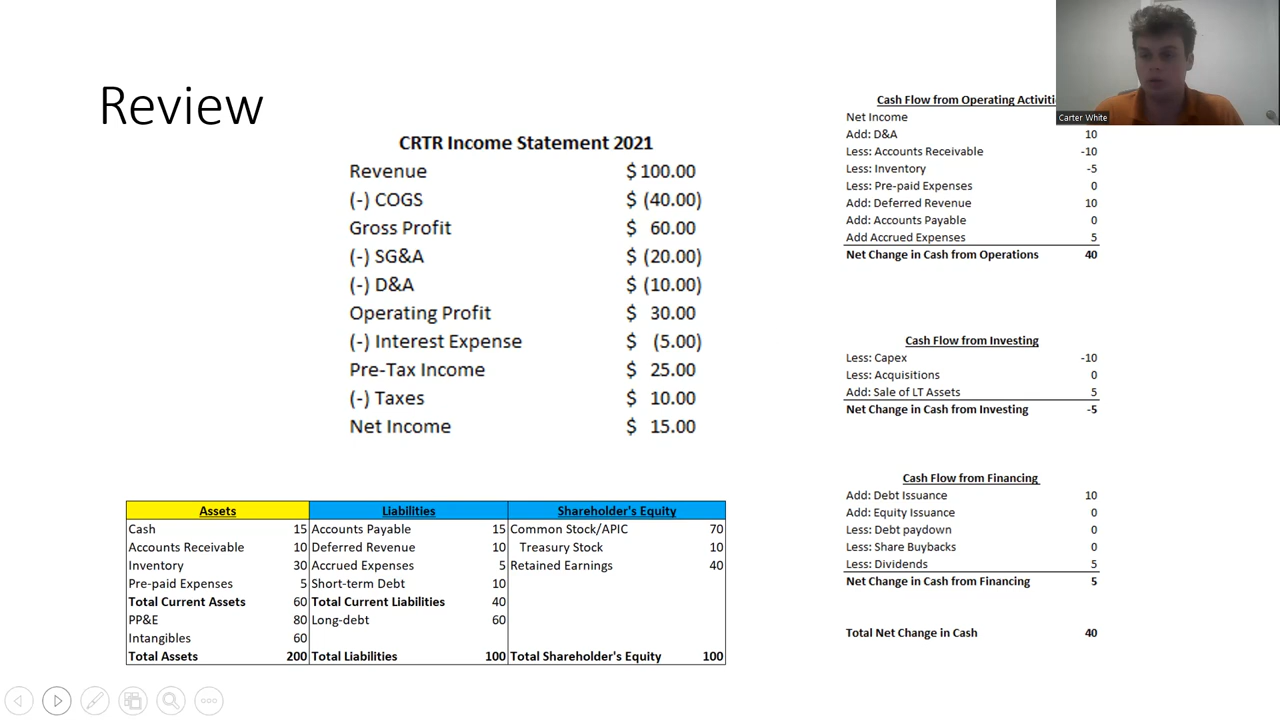 Review
CRTR Income Statement 2021
Revenue $ 100.00
(-) COGS $ (40.00)
Gross Profit $ 60.00
(-) SG&A $ (20.00)
(-) D&A $ (10.00)
Operating Profit $ 30.00
(-) Interest Expense $ (5.00)
Pre-Tax Income $ 25.00
(-) Taxes $ 10.00
Net Income $ 15.00
Assets Liabilities Shareholder's Equity
Cash 15 Accounts Payable 15 Common Stock/APIC 70
Accounts Receivable 10 Deferred Revenue 10 Treasury Stock 10
Inventory 30 Accrued Expenses 5 Retained Earnings 40
Pre-paid Expenses 5 Short-term Debt 10
Total Current Assets 60 Total Current Liabilities 40
PP&E 80 Long-debt 60
Intangibles 60
Total Assets 200 Total Liabilities 100 Total Shareholder's Equity 100
Cash Flow from Operating Activiti
Net Income
Add: D&A 10
Less: Accounts Receivable -10
Less: Inventory -5
Less: Pre-paid Expenses 0
Add: Deferred Revenue 10
Add: Accounts Payable 0
Add Accrued Expenses 5
Net Change in Cash from Operations 40
Cash Flow from Investing
Less: Capex -10
Less: Acquisitions 0
Add: Sale of LT Assets 5
Net Change in Cash from Investing -5
Cash Flow from Financing
Add: Debt Issuance 10
Add: Equity Issuance 0
Less: Debt paydown 0
Less: Share Buybacks 0
Less: Dividends 5
Net Change in Cash from Financing 5
Total Net Change in Cash 40
Carter White